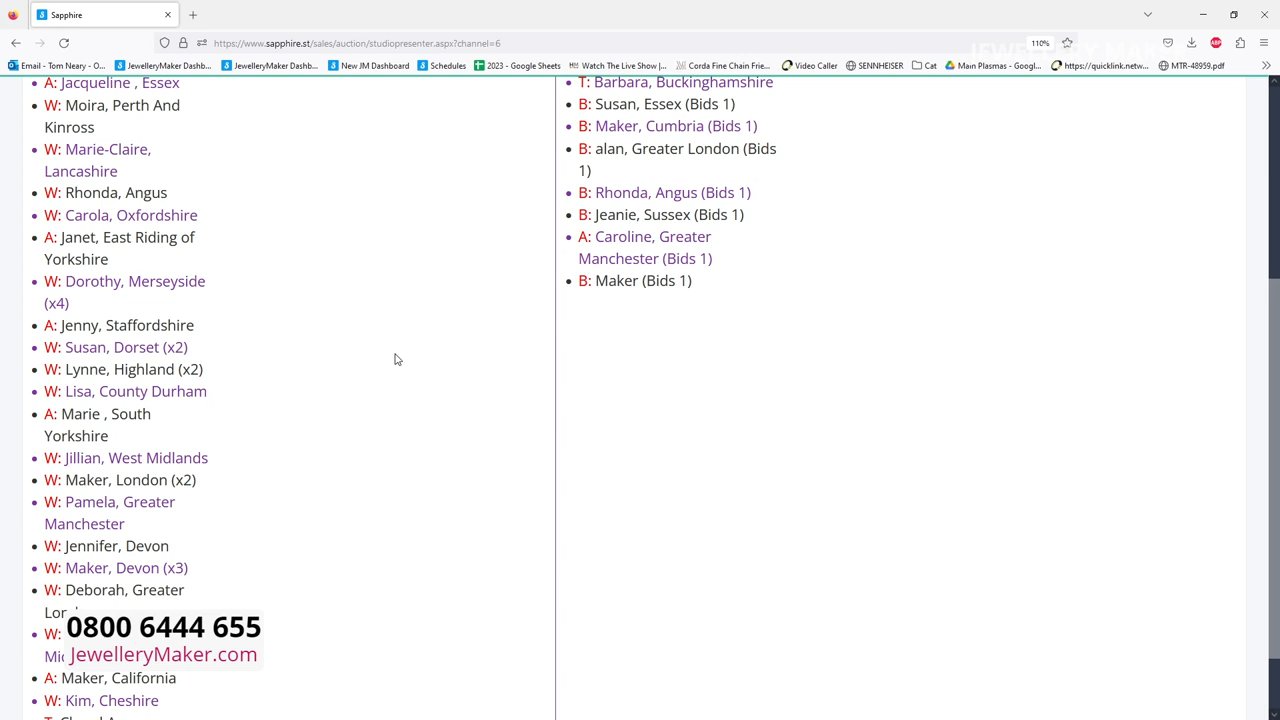 Sapphire
https://www.sapphire.st/sales/auction/studiopresenter.aspx?channel=6
110%
Email - Tom Neary - O...
JewelleryMaker Dashb...
JewelleryMaker Dashb...
New JM Dashboard
Schedules
2023 - Google Sheets
Watch The Live Show |...
Corda Fine Chain Frie...
Video Caller
SENNHEISER
Cat
Main Plasmas - Googl...
https://quicklink.netw...
MTR-48959.pdf
A: Jacqueline , Essex
W: Moira, Perth And
Kinross
W: Marie-Claire,
Lancashire
W: Rhonda, Angus
W: Carola, Oxfordshire
A: Janet, East Riding of
Yorkshire
W: Dorothy, Merseyside
(x4)
A: Jenny, Staffordshire
W: Susan, Dorset (x2)
W: Lynne, Highland (x2)
W: Lisa, County Durham
A: Marie , South
Yorkshire
W: Jillian, West Midlands
W: Maker, London (x2)
W: Pamela, Greater
Manchester
W: Jennifer, Devon
W: Maker, Devon (x3)
W: Deborah, Greater
W:
A: Maker, California
W: Kim, Cheshire
T: Barbara, Buckinghamshire
B: Susan, Essex (Bids 1)
B: Maker, Cumbria (Bids 1)
B: alan, Greater London (Bids
1)
B: Rhonda, Angus (Bids 1)
B: Jeanie, Sussex (Bids 1)
A: Caroline, Greater
Manchester (Bids 1)
B: Maker (Bids 1)
0800 6444 655
JewelleryMaker.com